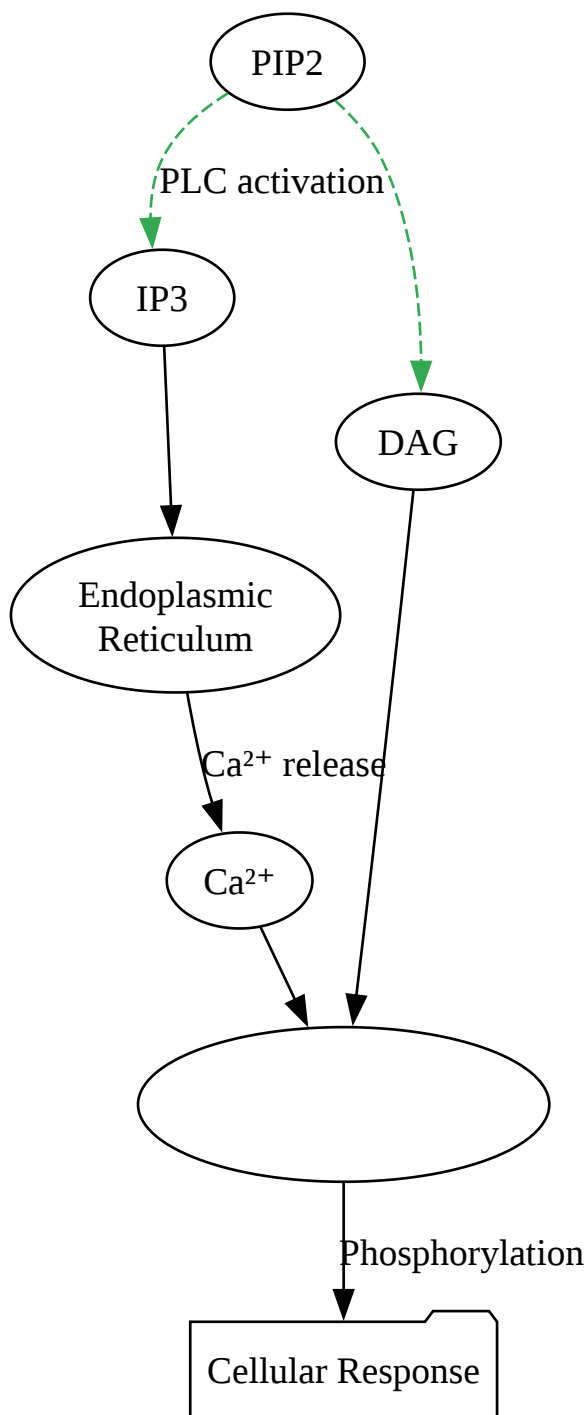 PIP2
PLC activation
IP3
DAG
Endoplasmic
Reticulum
Ca²⁺ release
Ca²⁺
Phosphorylation
Cellular Response